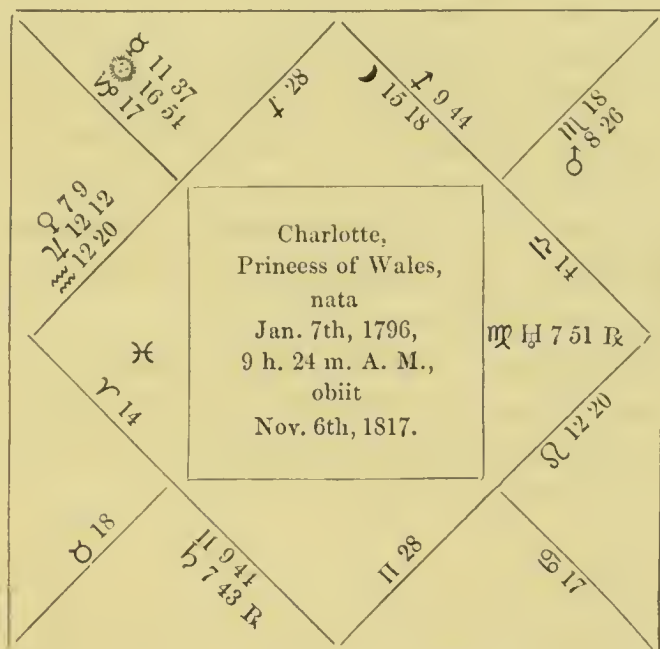 ☿ 11 37
☉ 16 54
♑ 17
♐ 28
♐ 9 44
☽ 15 18
♏ 18
♂ 8 26
♀ 7 9
♃ 12 12
♒ 12 20
♎ 14
Charlotte,
Princess of Wales,
nata
Jan. 7th, 1796,
9 h. 24 m. A. M.,
obiit
Nov. 6th, 1817.
♍ ♅ 7 51 ℞
♓
♈ 14
♌ 12 20
♉ 18
♊ 9 44
♄ 7 43 ℞
♊ 28
♋ 17